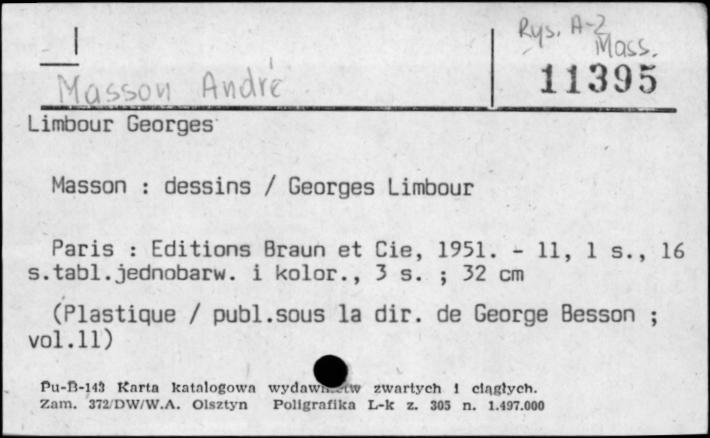 Rys. A-Z
Mass.
Masson André
11395
Limbour Georges
Masson : dessins / Georges Limbour
Paris : Editions Braun et Cie, 1951. - 11, 1 s., 16
s.tabl.jednobarw. i kolor., 3 s. ; 32 cm
(Plastique / publ.sous la dir. de George Besson ;
vol.11)
Pu-B-143 Karta katalogowa wydawnictw zwartych i ciągłych.
Zam. 372/DW/W.A. Olsztyn Poligrafika L-k z. 305 n. 1.497.000